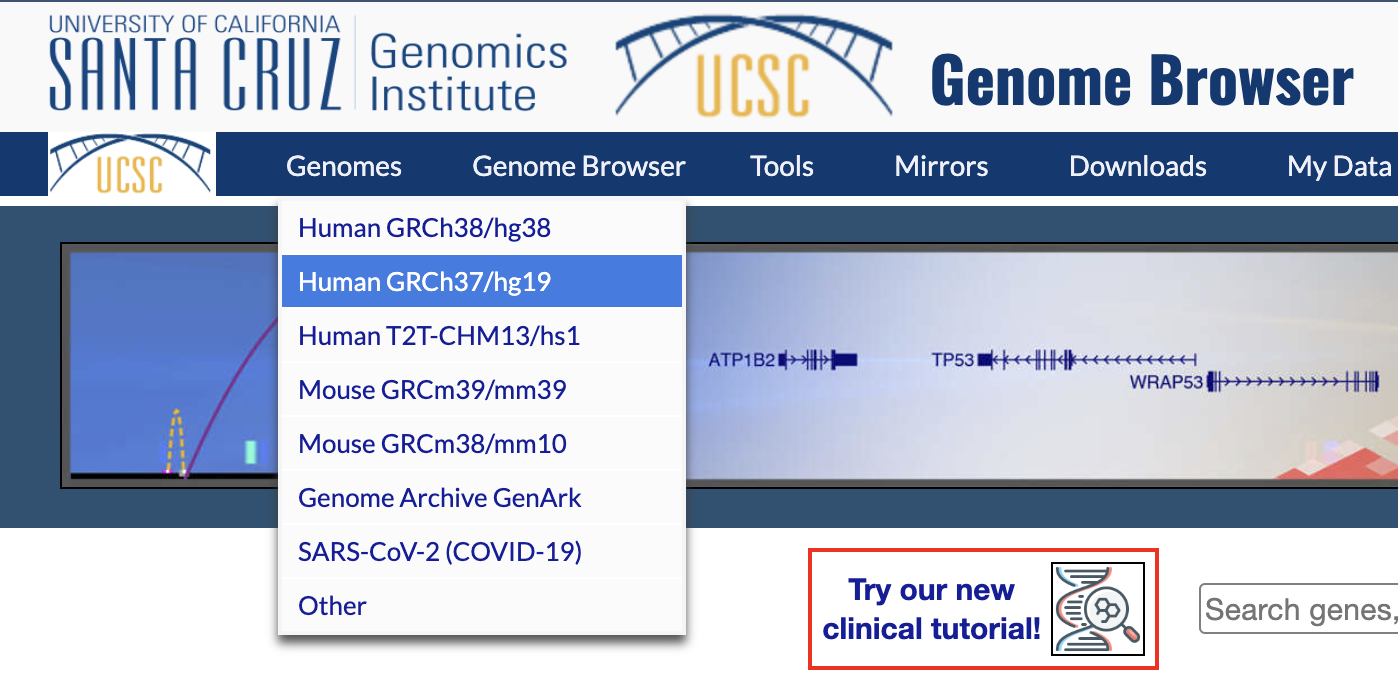 UNIVERSITY OF CALIFORNIA
SANTA CRUZ
Genomics
Institute
UCSC
Genome Browser
UCSC
Genomes
Genome Browser
Tools
Mirrors
Downloads
My Data
Human GRCh38/hg38
Human GRCh37/hg19
Human T2T-CHM13/hs1
Mouse GRCm39/mm39
Mouse GRCm38/mm10
Genome Archive GenArk
SARS-CoV-2 (COVID-19)
Other
ATP1B2
TP53
WRAP53
Try our new
clinical tutorial!
Search genes,